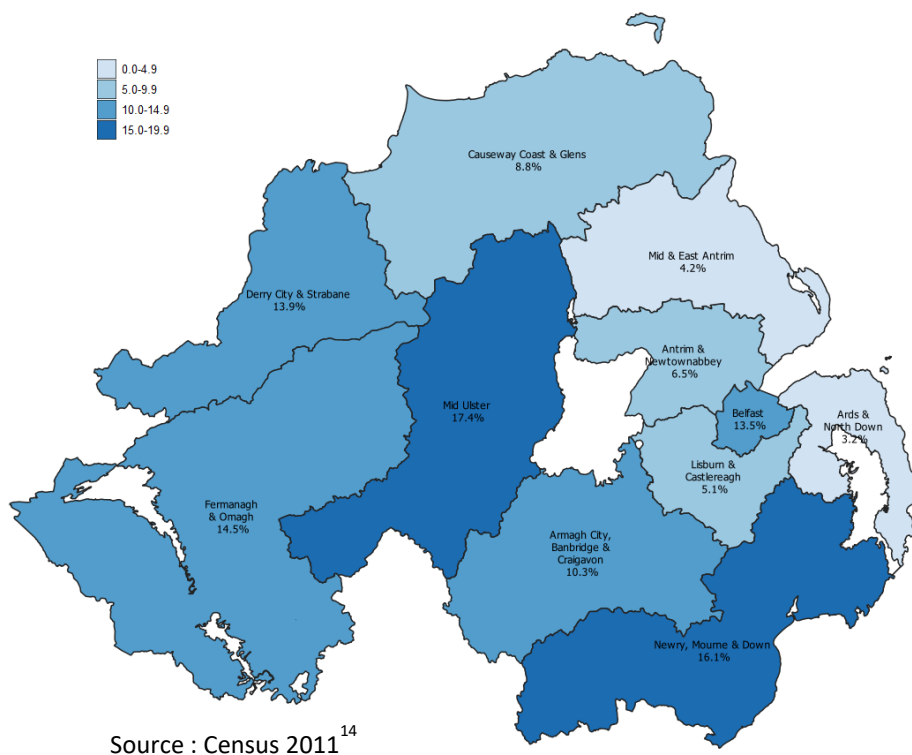 0.0-4.9
5.0-9.9
10.0-14.9
15.0-19.9
Causeway Coast & Glens
8.8%
Mid & East Antrim
4.2%
Derry City & Strabane
13.9%
Antrim &
Newtownabbey
6.5%
Mid Ulster
17.4%
Belfast
13.5%
Ards &
North Down
3.2%
Lisburn &
Castlereagh
5.1%
Fermanagh
& Omagh
14.5%
Armagh City,
Banbridge &
Craigavon
10.3%
Newry, Mourne & Down
16.1%
Source : Census 2011 14